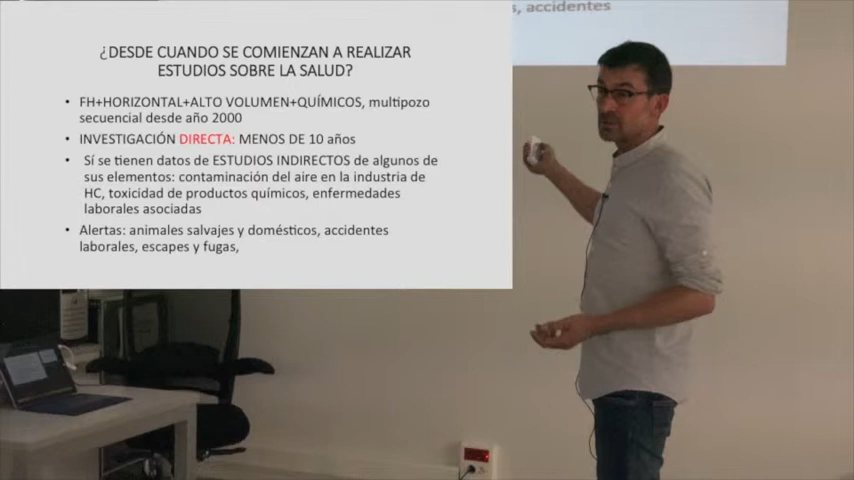 ¿DESDE CUANDO SE COMIENZAN A REALIZAR
ESTUDIOS SOBRE LA SALUD?
• FH+HORIZONTAL+ALTO VOLUMEN+QUÍMICOS, multipozo
secuencial desde año 2000
• INVESTIGACIÓN DIRECTA: MENOS DE 10 años
• Sí se tienen datos de ESTUDIOS INDIRECTOS de algunos de
sus elementos: contaminación del aire en la industria de
HC, toxicidad de productos químicos, enfermedades
laborales asociadas
• Alertas: animales salvajes y domésticos, accidentes
laborales, escapes y fugas,
s, accidentes